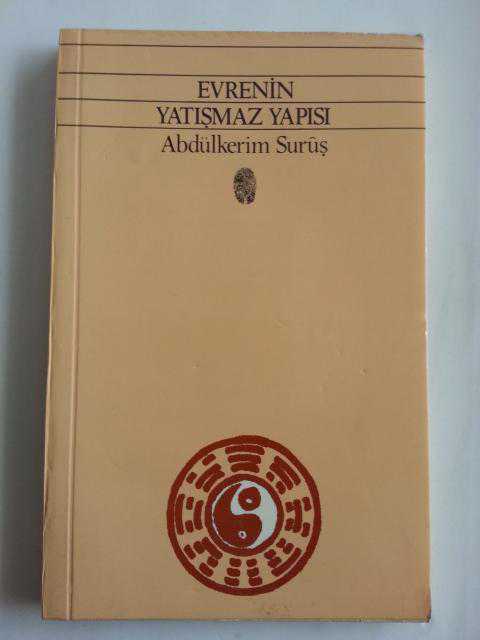 EVRENİN
YATIŞMAZ YAPISI
Abdülkerim Surûş